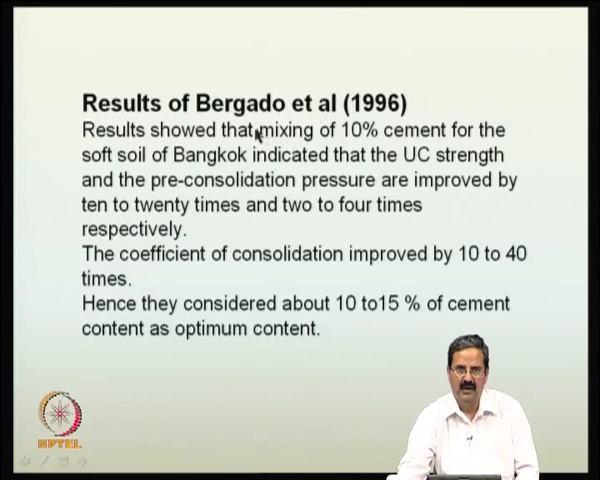 Results of Bergado et al (1996)
Results showed that mixing of 10% cement for the
soft soil of Bangkok indicated that the UC strength
and the pre-consolidation pressure are improved by
ten to twenty times and two to four times
respectively.
The coefficient of consolidation improved by 10 to 40
times.
Hence they considered about 10 to15 % of cement
content as optimum content.
NPTEL